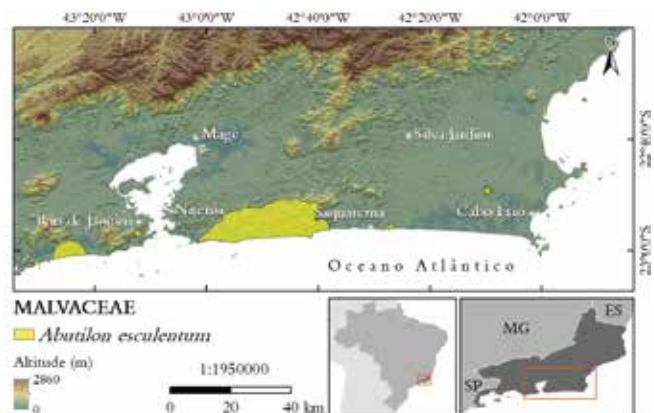 43°20'0"W 43°0'0"W 42°40'0"W 42°20'0"W 42°0'0"W
N
Magé
Silva Jardim
Rio de Janeiro
Niterói
Saquarema
Cabo Frio
Oceano Atlântico
MALVACEAE
Abutilon esculentum
Altitude (m)
2860
0
1:1950000
0 20 40 km
MG
ES
SP